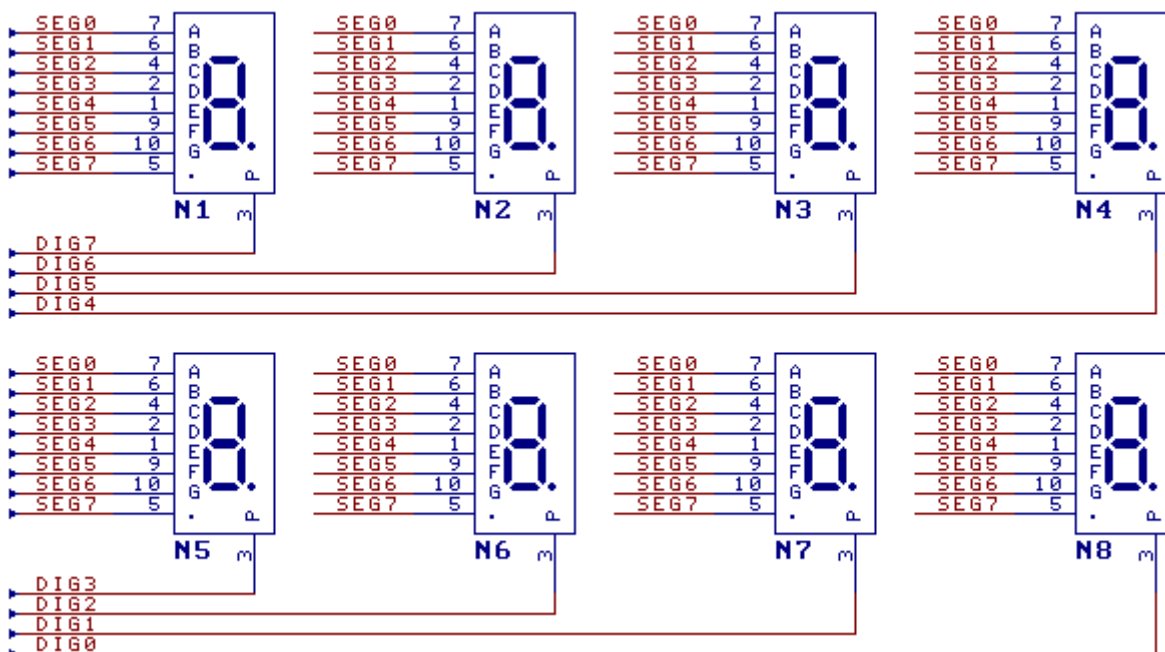 SEG0 7 A SEG0 7 A SEG0 7 A SEG0 7 A
SEG1 6 B SEG1 6 B SEG1 6 B SEG1 6 B
SEG2 4 C SEG2 4 C SEG2 4 C SEG2 4 C
SEG3 2 D SEG3 2 D SEG3 2 D SEG3 2 D
SEG4 1 E SEG4 1 E SEG4 1 E SEG4 1 E
SEG5 9 F SEG5 9 F SEG5 9 F SEG5 9 F
SEG6 10 G SEG6 10 G SEG6 10 G SEG6 10 G
SEG7 5 . P SEG7 5 . P SEG7 5 . P SEG7 5 . P
N1 3 N2 3 N3 3 N4 3
DIG7
DIG6
DIG5
DIG4
SEG0 7 A SEG0 7 A SEG0 7 A SEG0 7 A
SEG1 6 B SEG1 6 B SEG1 6 B SEG1 6 B
SEG2 4 C SEG2 4 C SEG2 4 C SEG2 4 C
SEG3 2 D SEG3 2 D SEG3 2 D SEG3 2 D
SEG4 1 E SEG4 1 E SEG4 1 E SEG4 1 E
SEG5 9 F SEG5 9 F SEG5 9 F SEG5 9 F
SEG6 10 G SEG6 10 G SEG6 10 G SEG6 10 G
SEG7 5 . P SEG7 5 . P SEG7 5 . P SEG7 5 . P
N5 3 N6 3 N7 3 N8 3
DIG3
DIG2
DIG1
DIG0